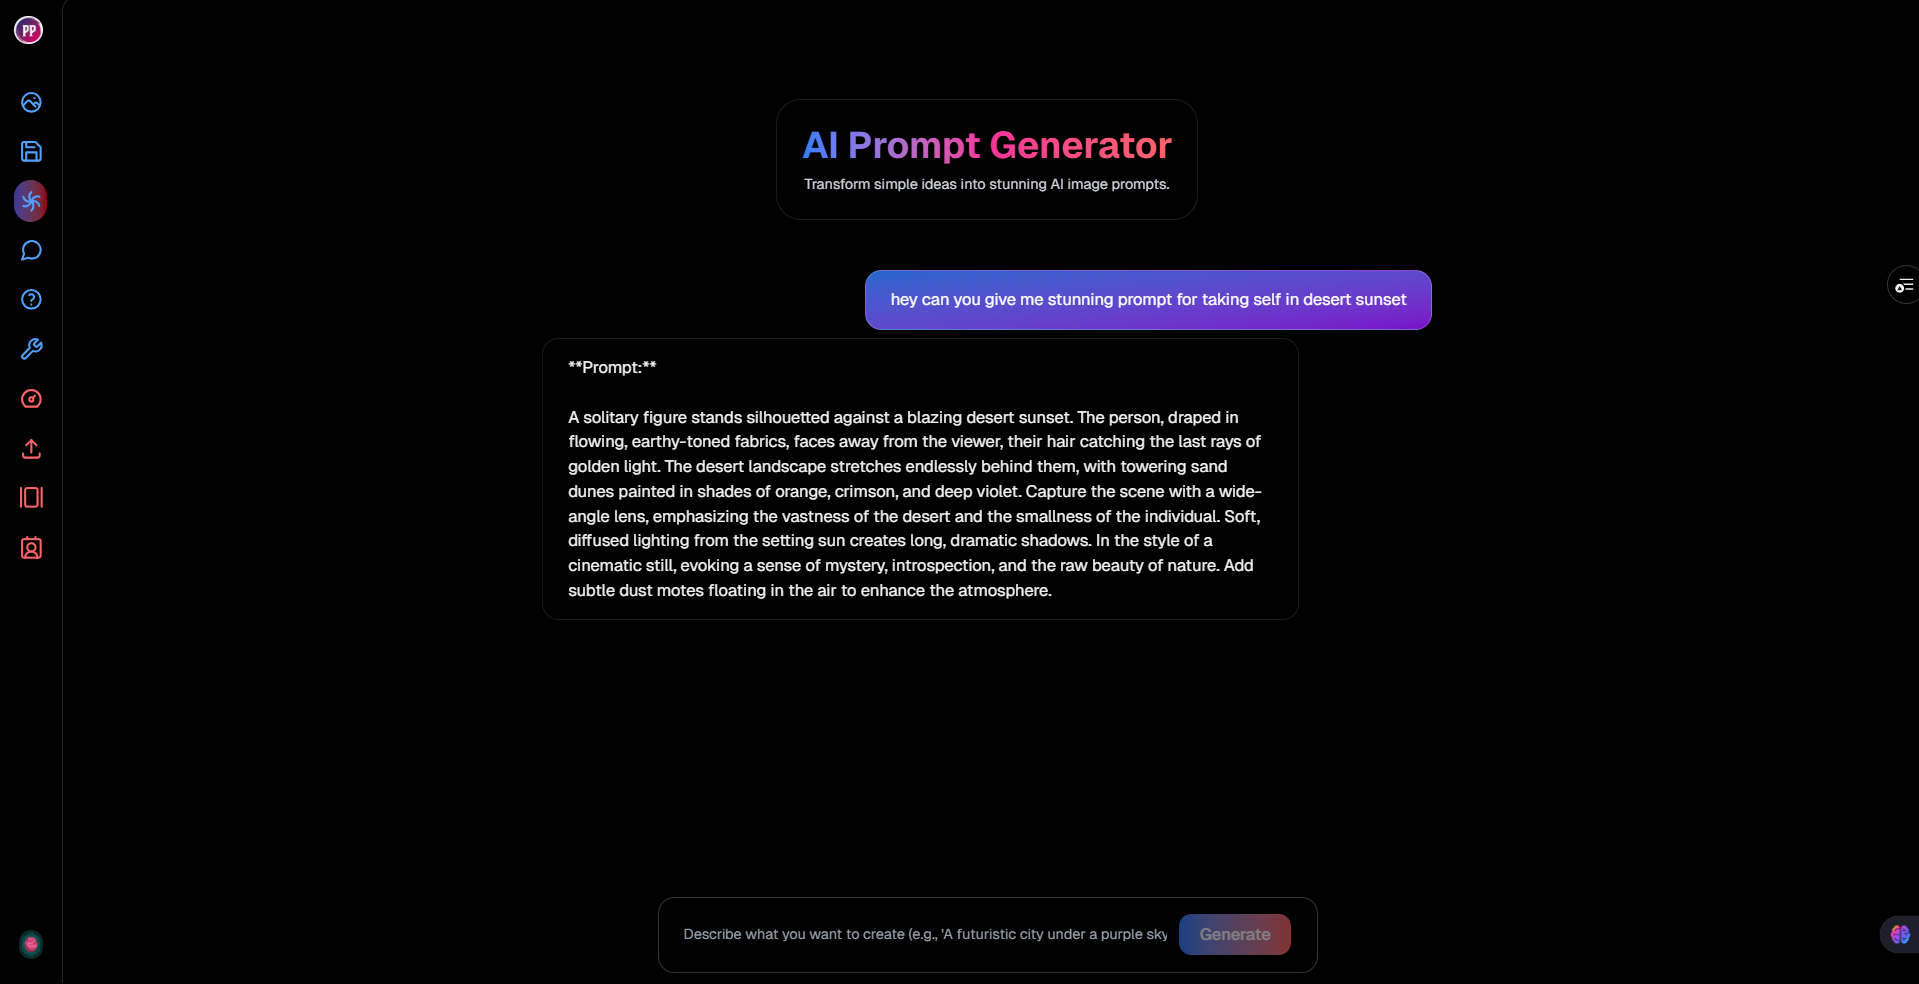 PP
AI Prompt Generator
Transform simple ideas into stunning AI image prompts.
hey can you give me stunning prompt for taking self in desert sunset
**Prompt:**
A solitary figure stands silhouetted against a blazing desert sunset. The person, draped in
flowing, earthy-toned fabrics, faces away from the viewer, their hair catching the last rays of
golden light. The desert landscape stretches endlessly behind them, with towering sand
dunes painted in shades of orange, crimson, and deep violet. Capture the scene with a wide-
angle lens, emphasizing the vastness of the desert and the smallness of the individual. Soft,
diffused lighting from the setting sun creates long, dramatic shadows. In the style of a
cinematic still, evoking a sense of mystery, introspection, and the raw beauty of nature. Add
subtle dust motes floating in the air to enhance the atmosphere.
Describe what you want to create (e.g., 'A futuristic city under a purple sky
Generate